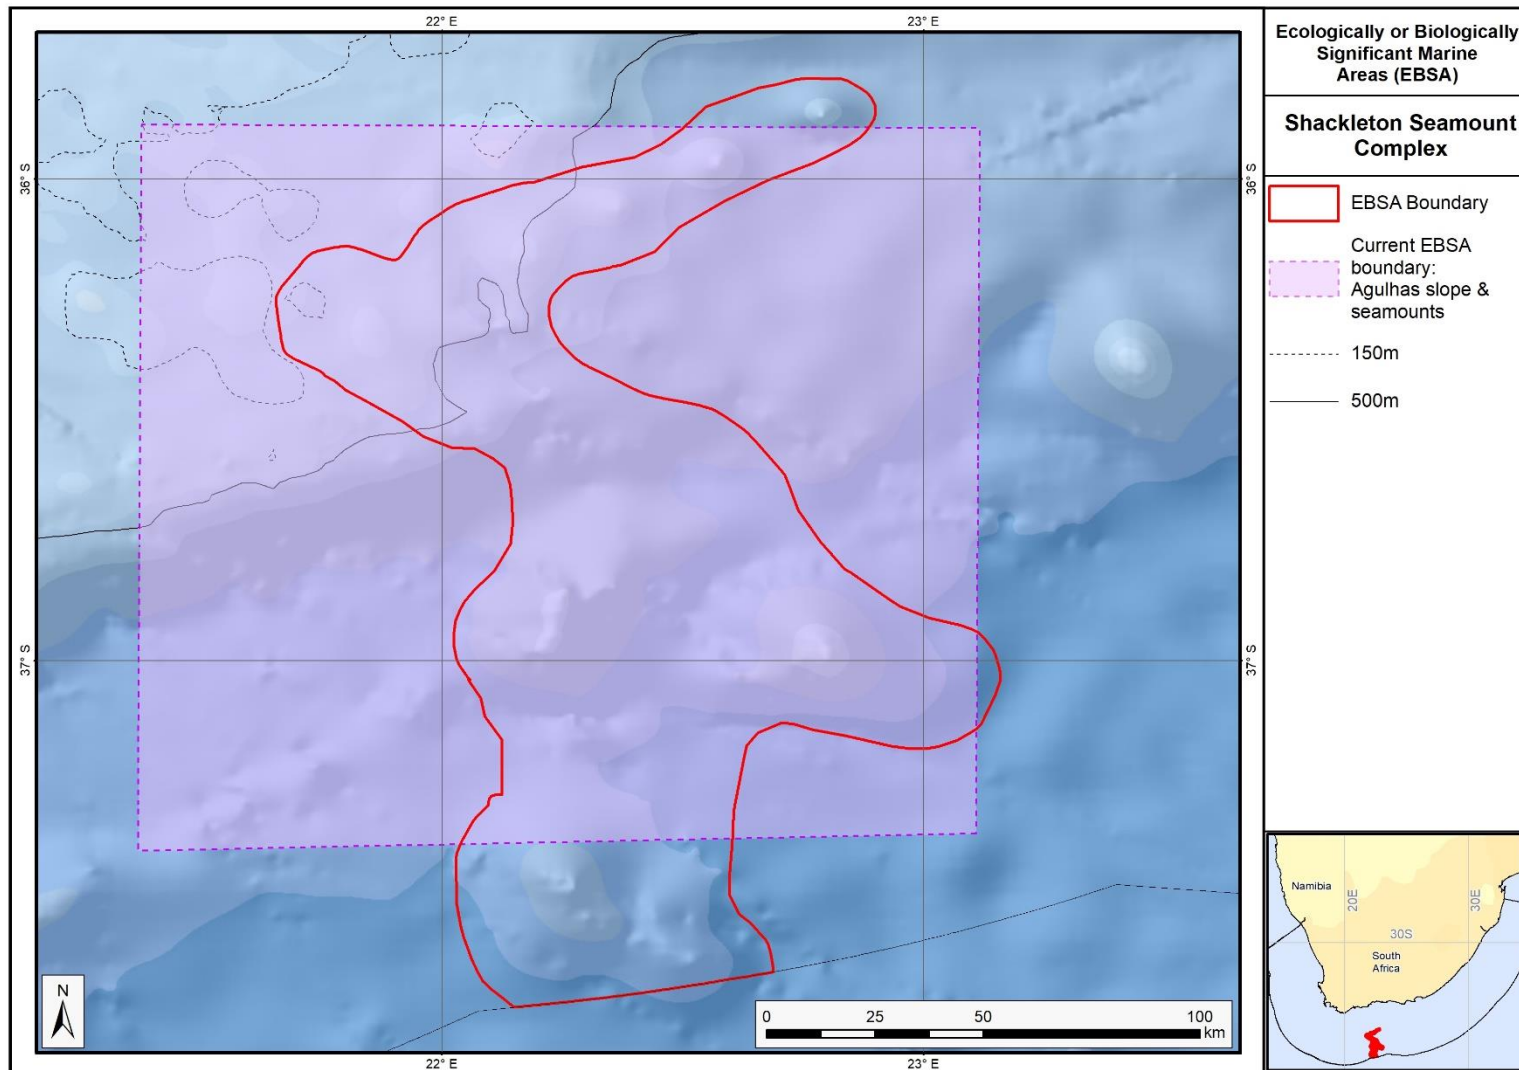 22° E
23° E
36° S
36° S
37° S
37° S
22° E
23° E
N
0 25 50 100
km
Ecologically or Biologically
Significant Marine
Areas (EBSA)
Shackleton Seamount
Complex
EBSA Boundary
Current EBSA
boundary:
Agulhas slope &
seamounts
150m
500m
Namibia
20E
30E
30S
South
Africa